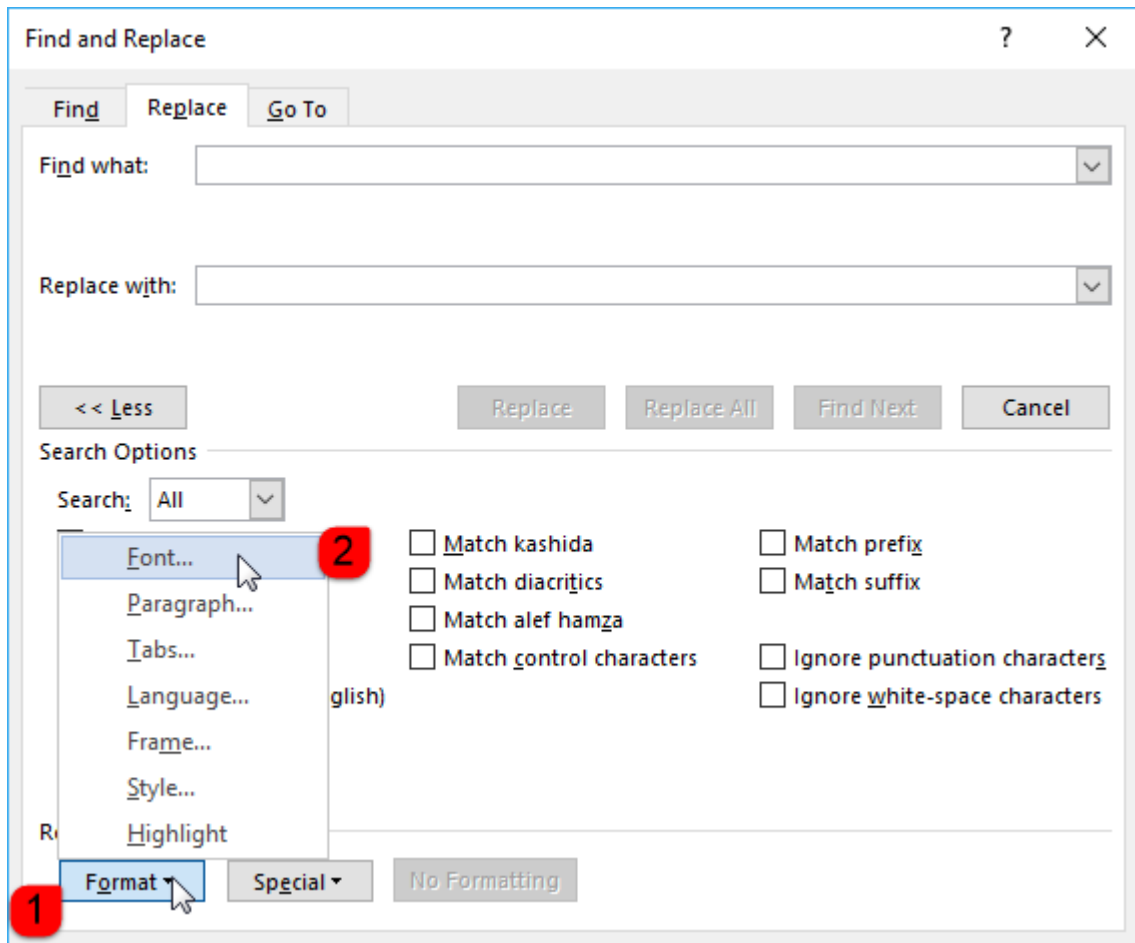 Find and Replace ?
Find Replace Go To
Find what:
Replace with:
<< Less Replace Replace All Find Next Cancel
Search Options
Search: All
Font... 2 Match kashida Match prefix
Paragraph... Match diacritics Match suffix
Tabs... Match alef hamza
Match control characters Ignore punctuation characters
Language... glish) Ignore white-space characters
Frame...
Style...
Highlight
Format Special No Formatting
1